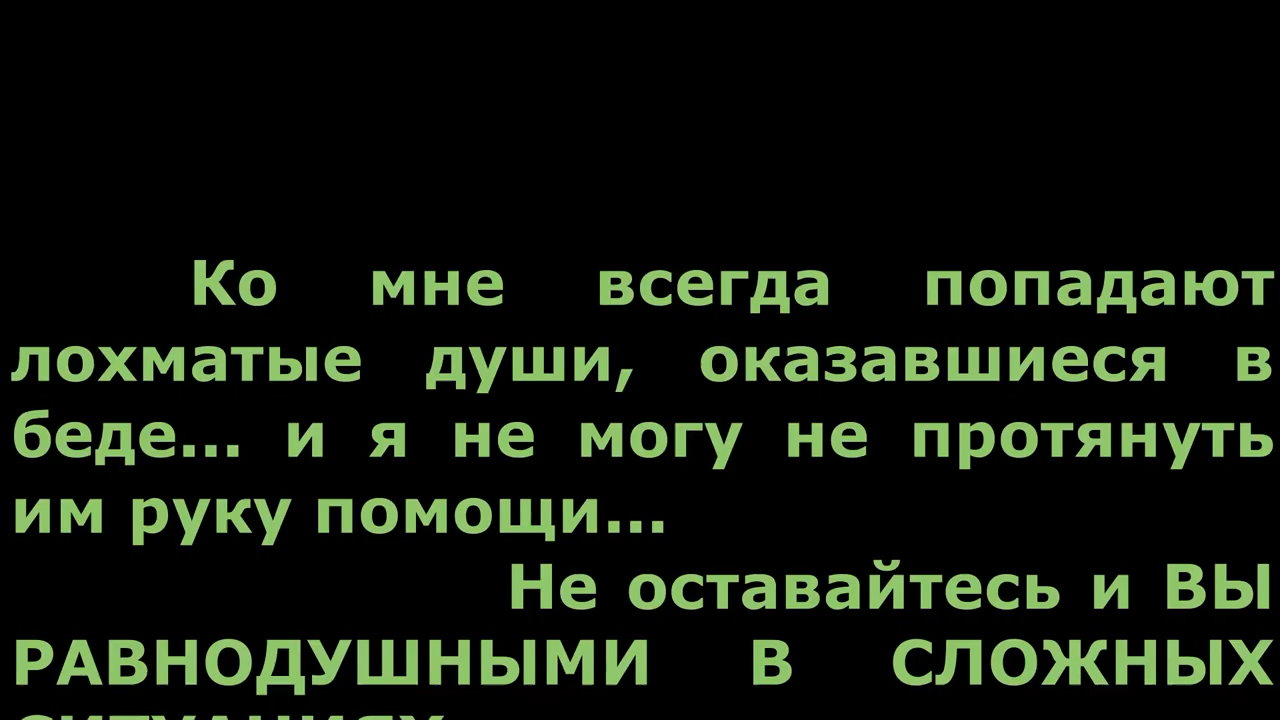 Ко мне всегда попадают
лохматые души, оказавшиеся в
беде... и я не могу не протянуть
им руку помощи...
Не оставайтесь и ВЫ
РАВНОДУШНЫМИ В СЛОЖНЫХ
СИТУАЦИЯХ